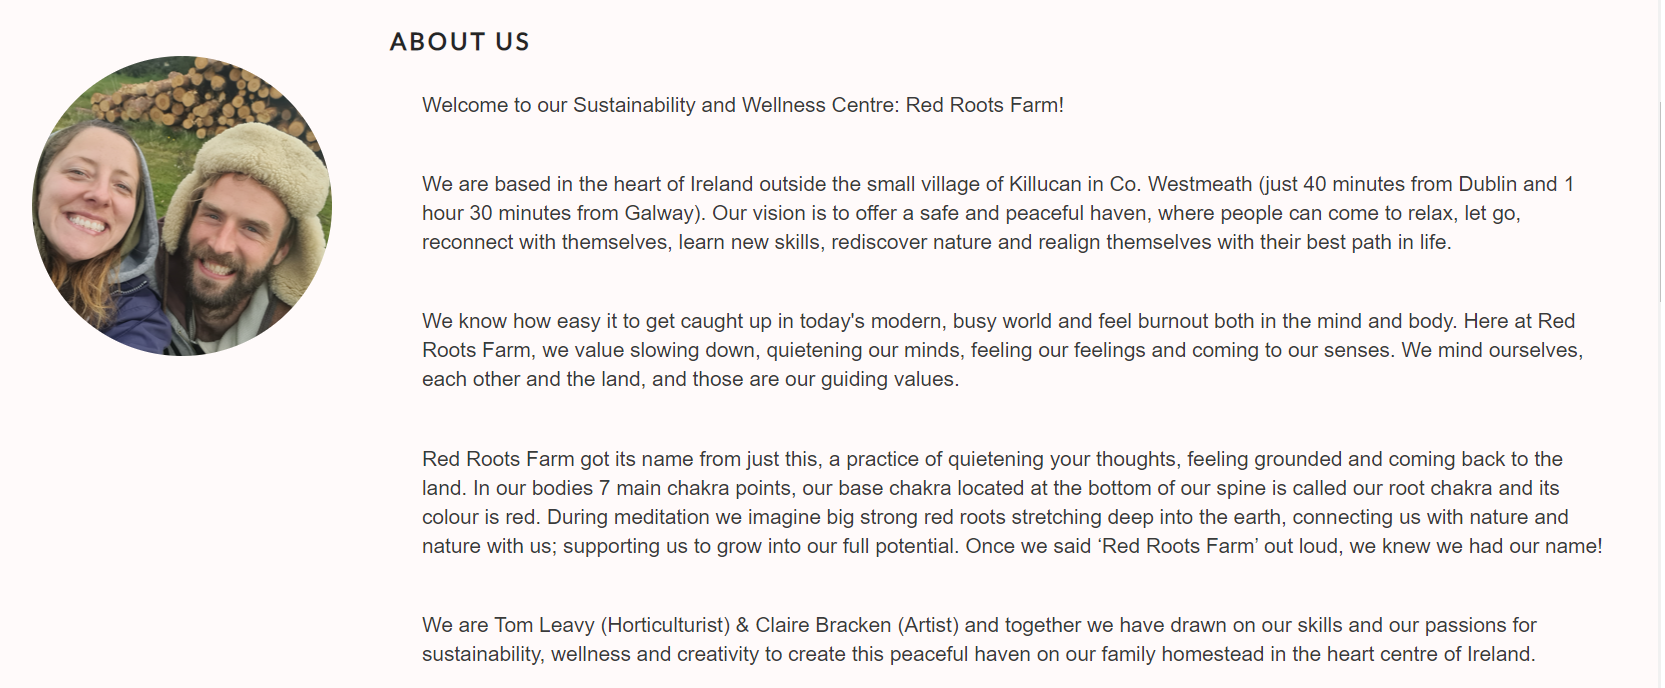 ABOUT US
Welcome to our Sustainability and Wellness Centre: Red Roots Farm!
We are based in the heart of Ireland outside the small village of Killucan in Co. Westmeath (just 40 minutes from Dublin and 1
hour 30 minutes from Galway). Our vision is to offer a safe and peaceful haven, where people can come to relax, let go,
reconnect with themselves, learn new skills, rediscover nature and realign themselves with their best path in life.
We know how easy it to get caught up in today's modern, busy world and feel burnout both in the mind and body. Here at Red
Roots Farm, we value slowing down, quietening our minds, feeling our feelings and coming to our senses. We mind ourselves,
each other and the land, and those are our guiding values.
Red Roots Farm got its name from just this, a practice of quietening your thoughts, feeling grounded and coming back to the
land. In our bodies 7 main chakra points, our base chakra located at the bottom of our spine is called our root chakra and its
colour is red. During meditation we imagine big strong red roots stretching deep into the earth, connecting us with nature and
nature with us; supporting us to grow into our full potential. Once we said ‘Red Roots Farm’ out loud, we knew we had our name!
We are Tom Leavy (Horticulturist) & Claire Bracken (Artist) and together we have drawn on our skills and our passions for
sustainability, wellness and creativity to create this peaceful haven on our family homestead in the heart centre of Ireland.